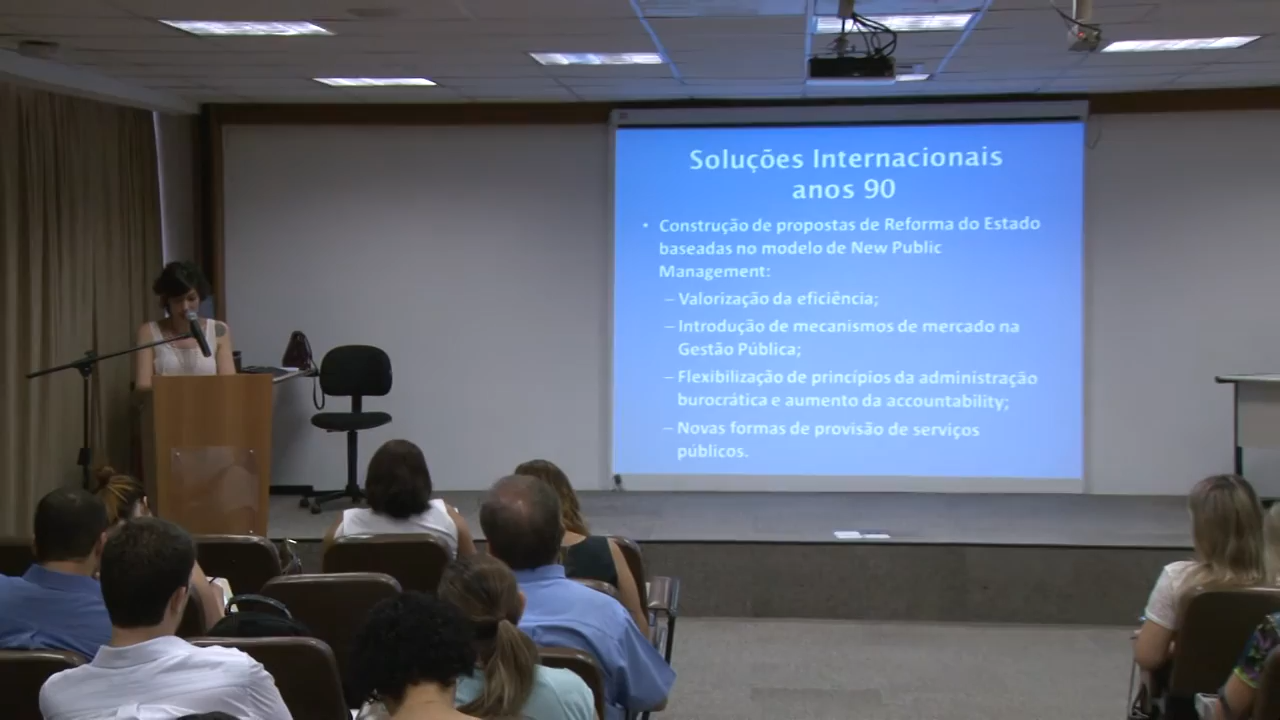 Soluções Internacionais
anos 90
• Construção de propostas de Reforma do Estado
baseadas no modelo de New Public
Management:
– Valorização da eficiência;
– Introdução de mecanismos de mercado na
Gestão Pública;
– Flexibilização de princípios da administração
burocrática e aumento da accountability;
– Novas formas de provisão de serviços
públicos.